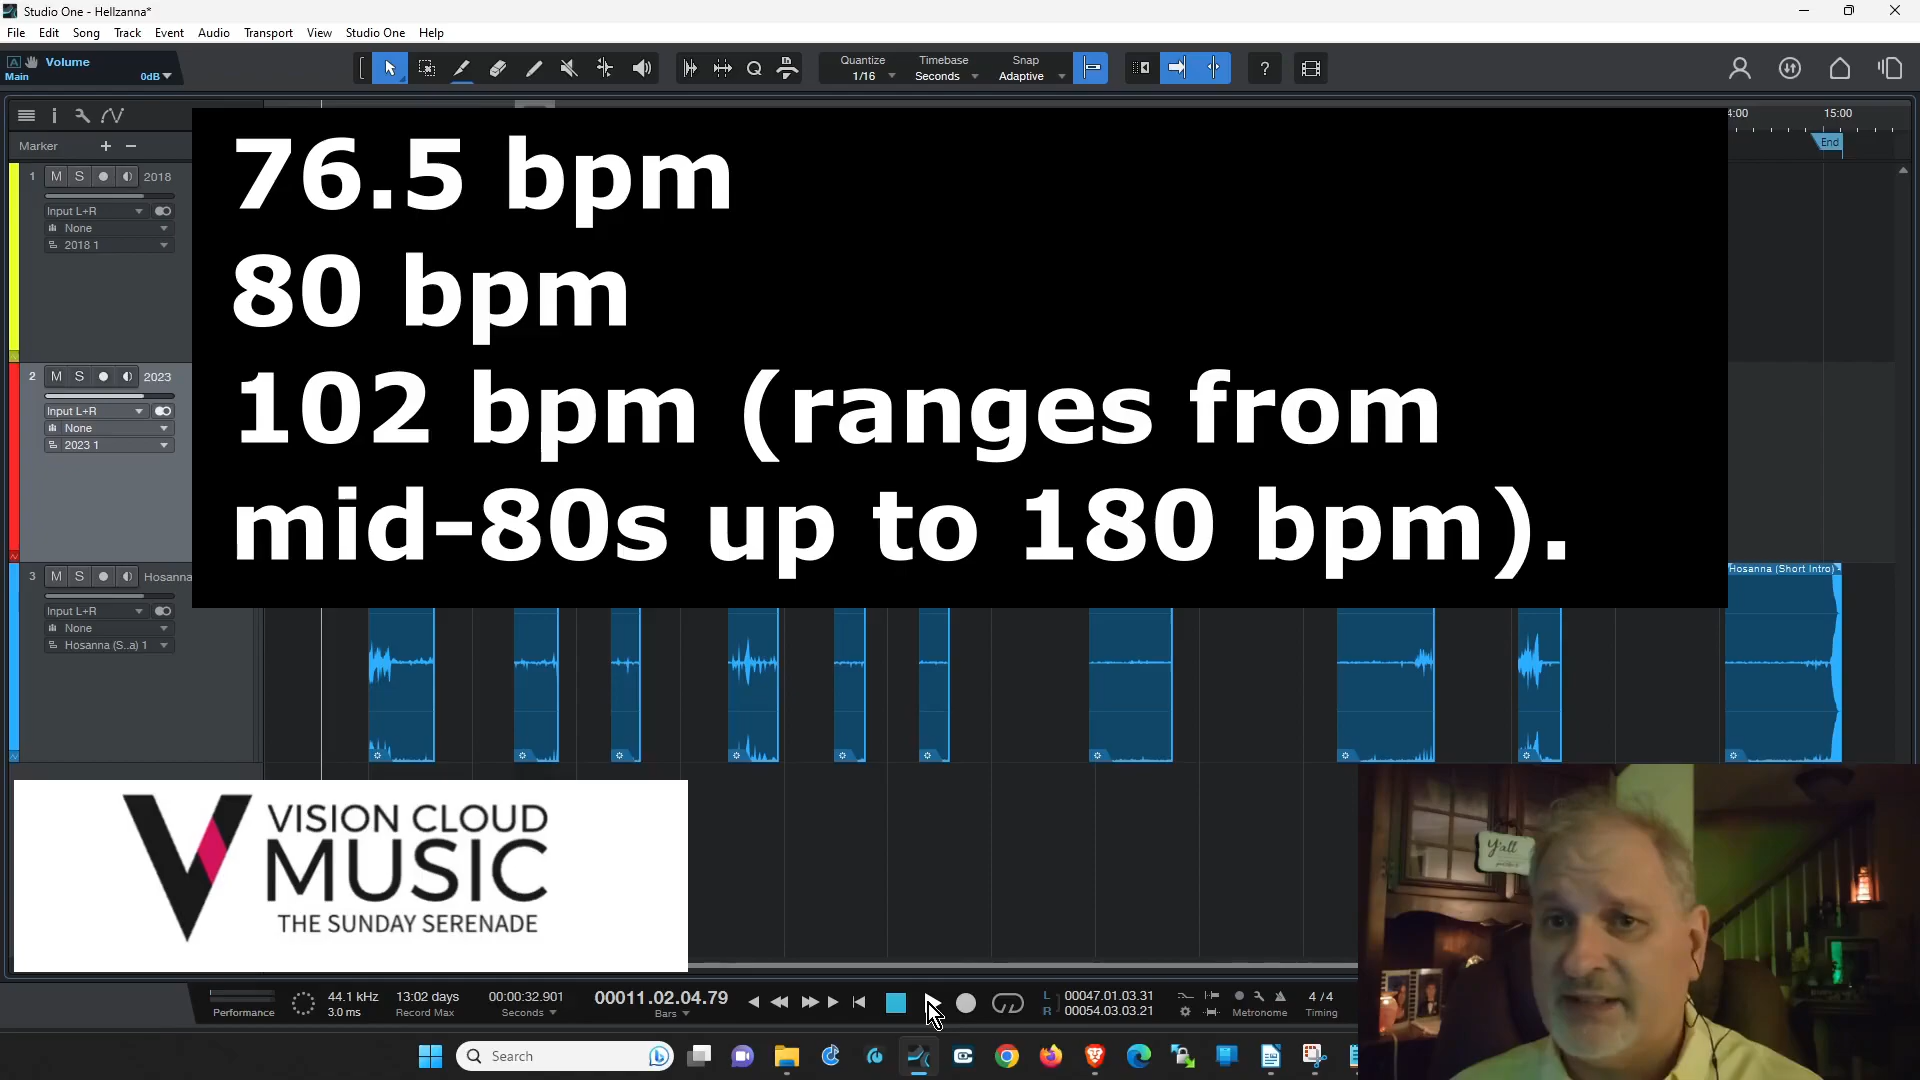 Studio One - Hellzanna*
File Edit Song Track Event Audio Transport View Studio One Help
A Volume
Main 0dB
Quantize 1/16
Timebase Seconds
Snap Adaptive
?
4:00 15:00
Marker + −
End
1 M S 2018
Input L+R
None
2018 1
76.5 bpm
80 bpm
102 bpm (ranges from
mid-80s up to 180 bpm).
2 M S 2023
Input L+R
None
2023 1
3 M S Hosanna
Input L+R
None
Hosanna (S..a) 1
Hosanna (Short Intro)
VISION CLOUD
MUSIC
THE SUNDAY SERENADE
Y'all
Performance
44.1 kHz
3.0 ms
13:02 days
Record Max
00:00:32.901
Seconds
00011.02.04.79
Bars
L 00047.01.03.31
R 00054.03.03.21
Metronome
4 / 4
Timing
Search